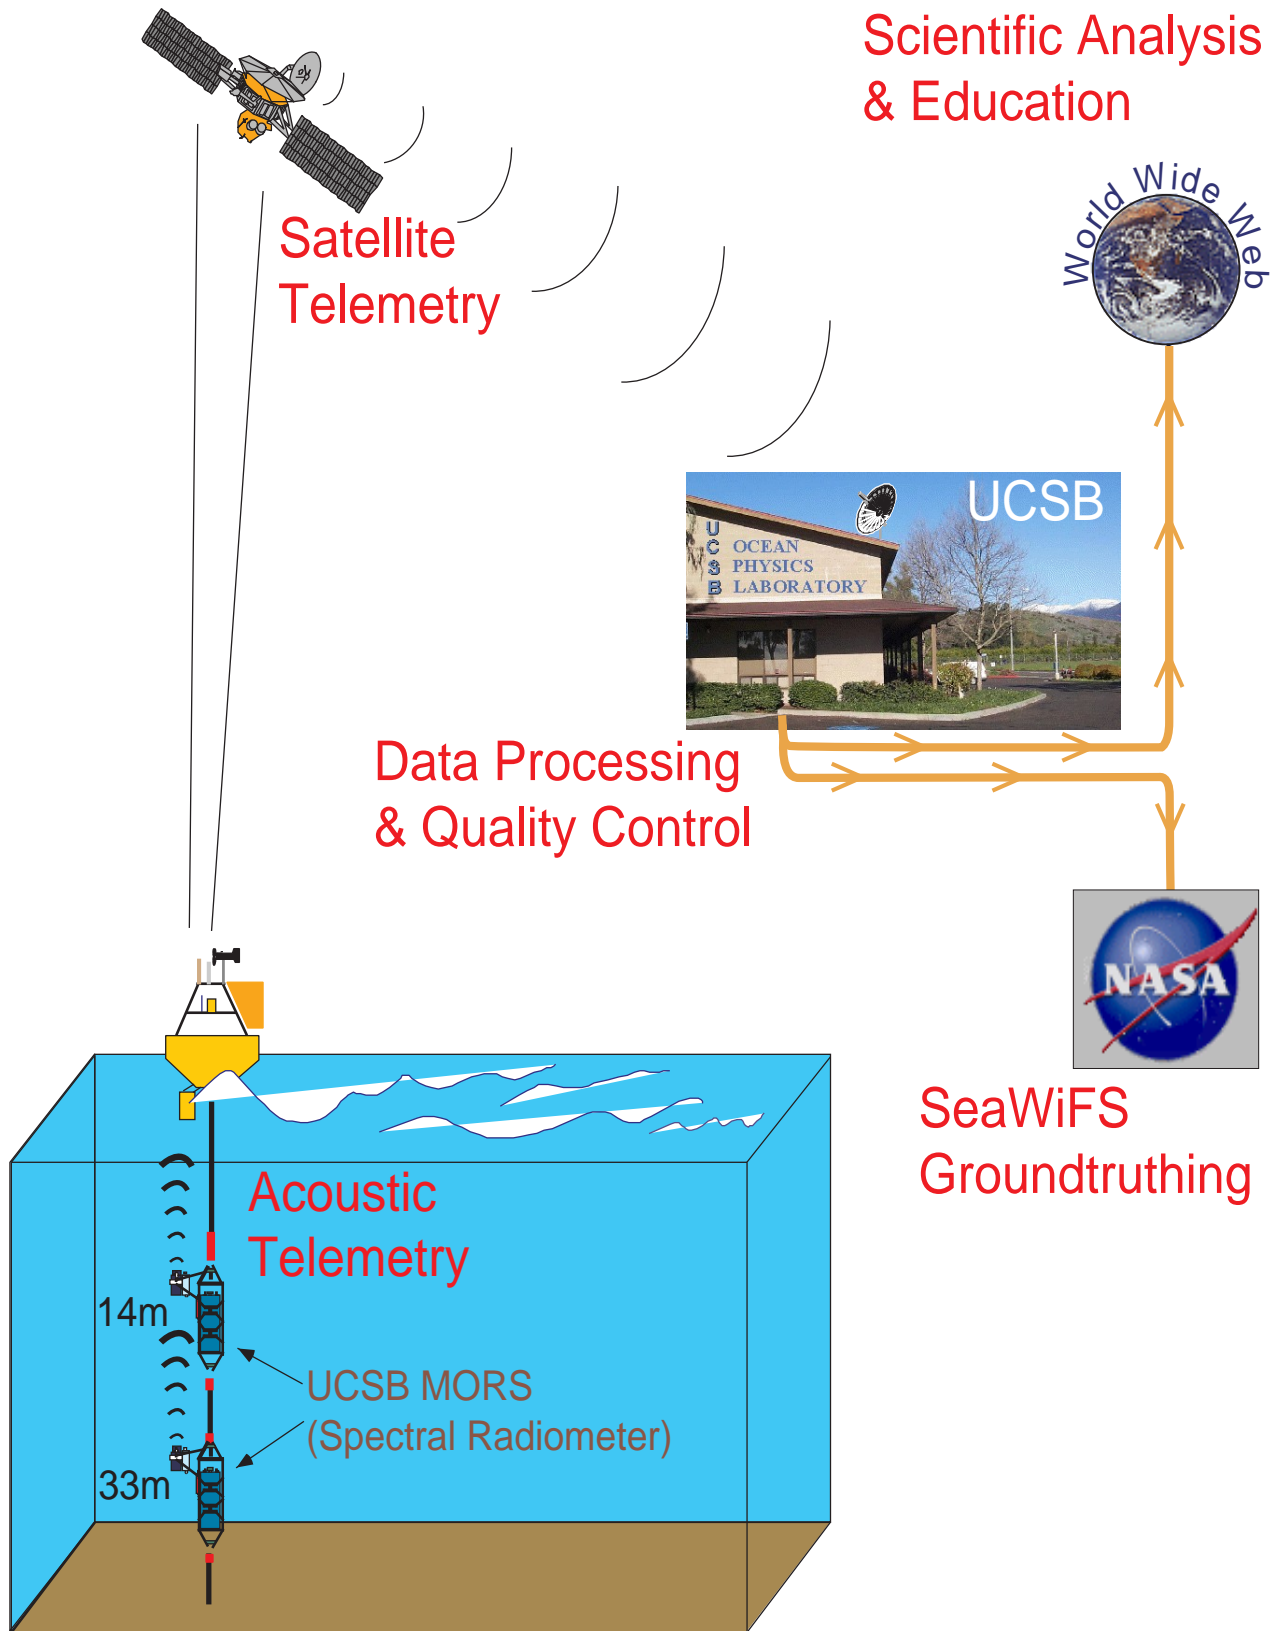 Scientific Analysis
& Education
World Wide Web
Satellite
Telemetry
UCSB
UCSB
OCEAN
PHYSICS
LABORATORY
Data Processing
& Quality Control
NASA
SeaWiFS
Groundtruthing
Acoustic
Telemetry
14m
UCSB MORS
(Spectral Radiometer)
33m